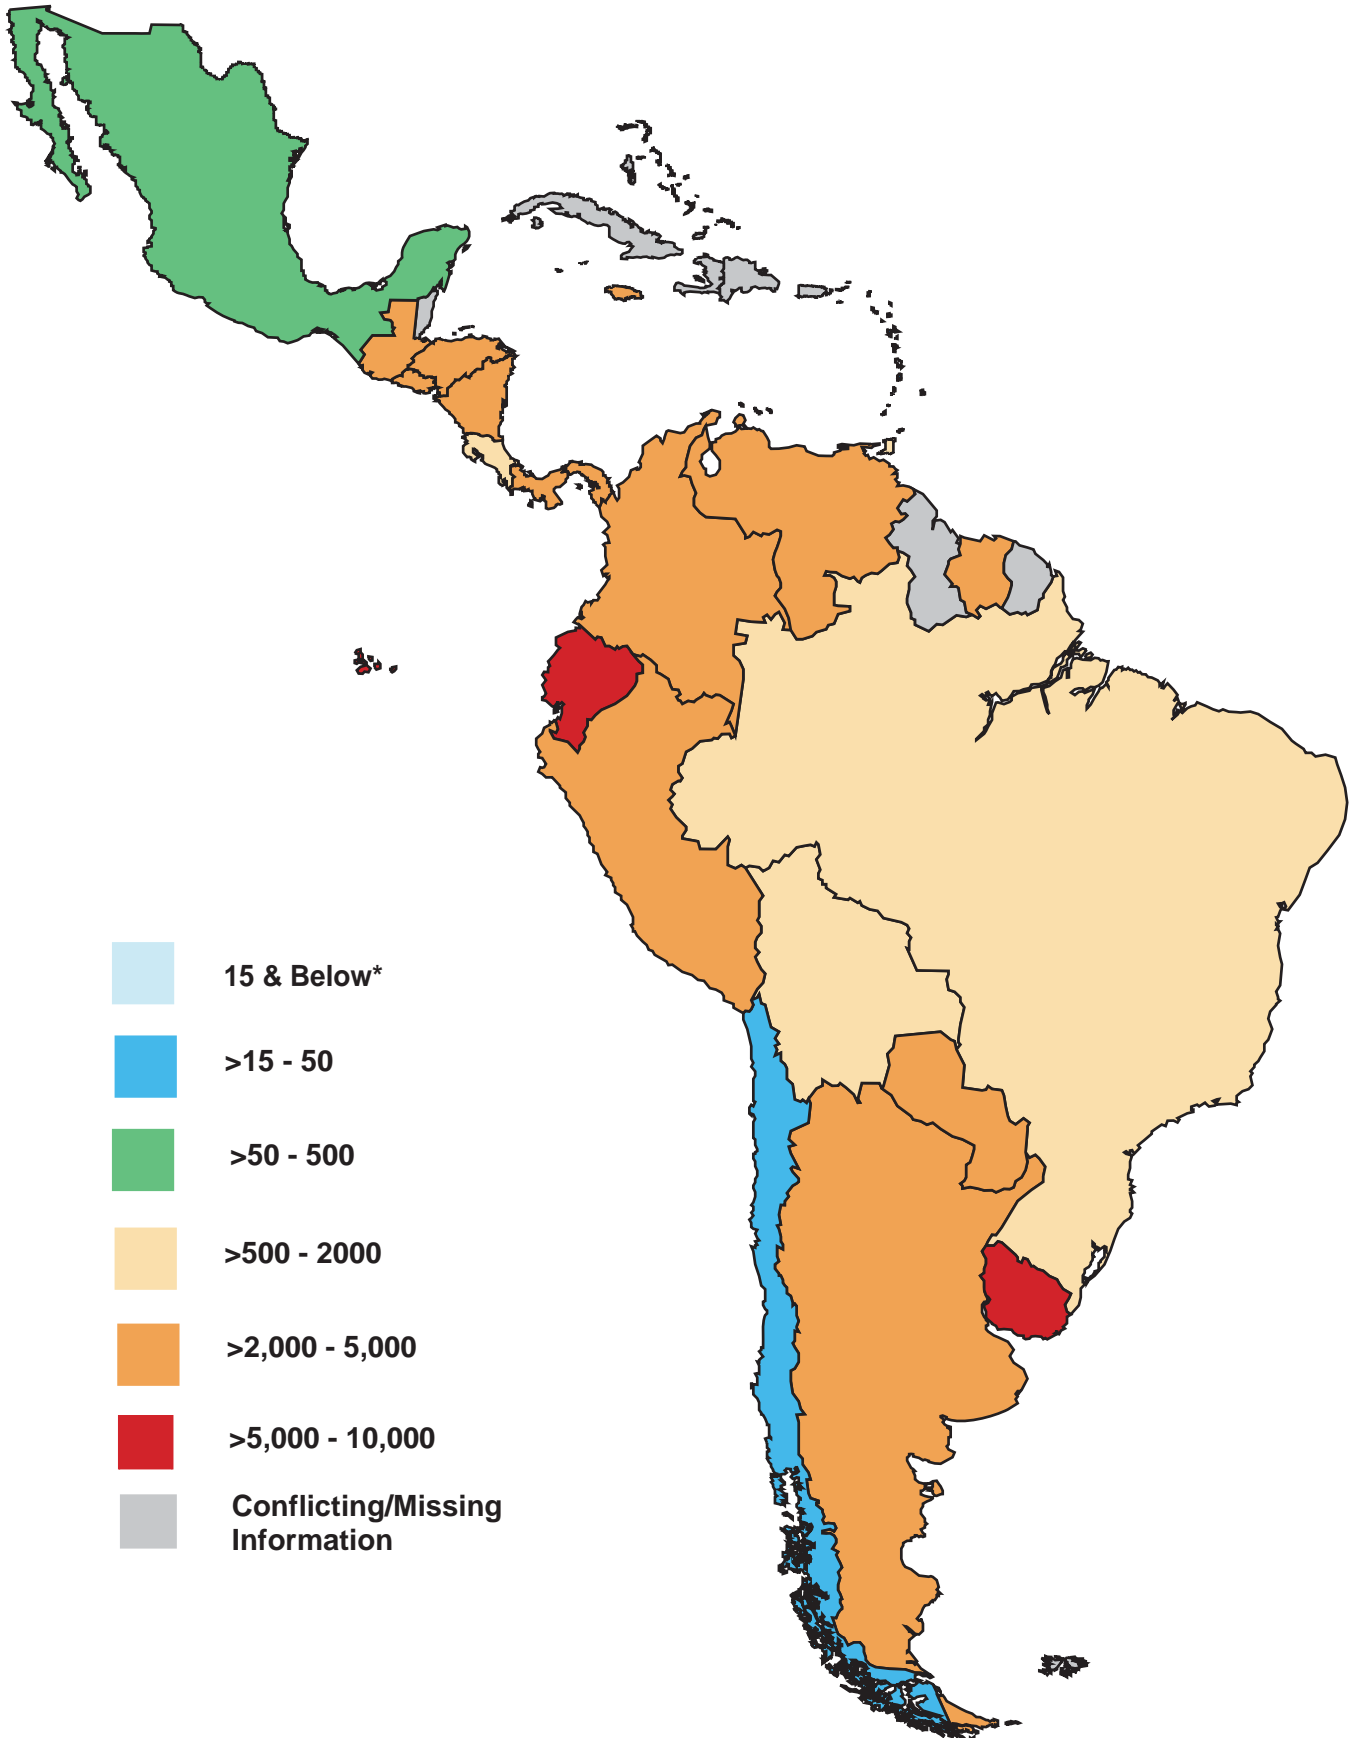 15 & Below*
>15 - 50
>50 - 500
>500 - 2000
>2,000 - 5,000
>5,000 - 10,000
Conflicting/Missing
Information